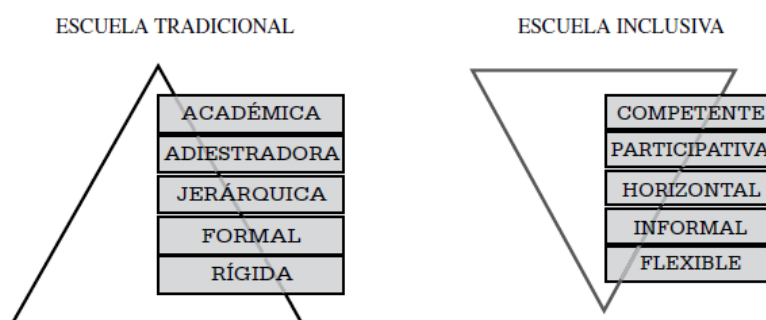 ESCUELA TRADICIONAL
ACADÉMICA
ADIESTRADORA
JERÁRQUICA
FORMAL
RÍGIDA
ESCUELA INCLUSIVA
COMPETENTE
PARTICIPATIVA
HORIZONTAL
INFORMAL
FLEXIBLE